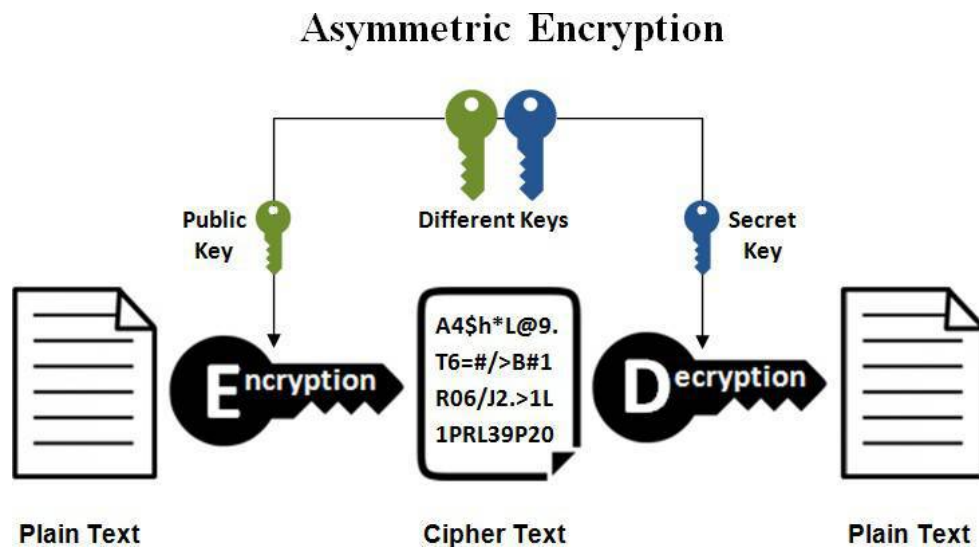 Asymmetric Encryption
Public
Key
Different Keys
Secret
Key
A4$h*L@9.
T6=#/>B#1
R06/J2.>1L
1PRL39P20
Encryption
Decryption
Plain Text
Cipher Text
Plain Text